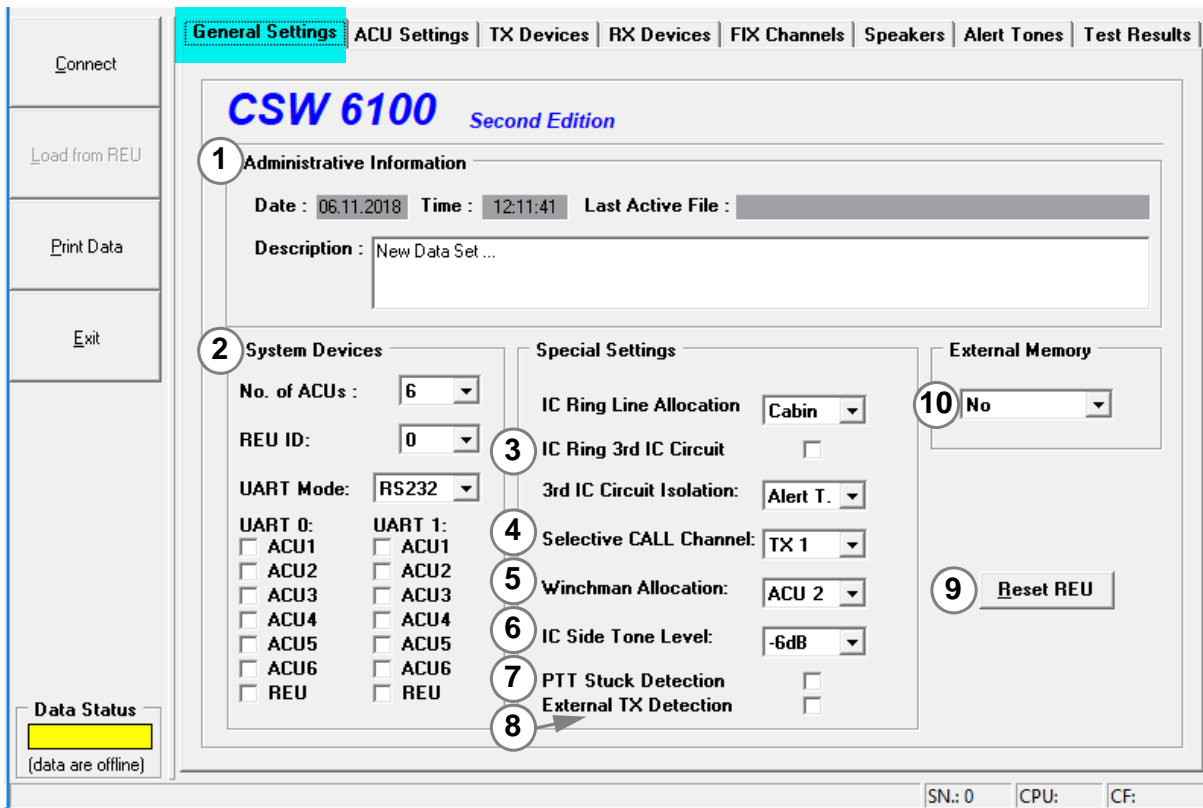 Connect
Load from REU
Print Data
Exit
General Settings ACU Settings TX Devices RX Devices FIX Channels Speakers Alert Tones Test Results
CSW 6100 Second Edition
1 Administrative Information
Date : 06.11.2018 Time : 12:11:41 Last Active File :
Description : New Data Set ...
2 System Devices
No. of ACUs : 6
REU ID: 0
UART Mode: RS232
UART 0: UART 1:
ACU1 ACU1
ACU2 ACU2
ACU3 ACU3
ACU4 ACU4
ACU5 ACU5
ACU6 ACU6
REU REU
Special Settings
IC Ring Line Allocation Cabin
3 IC Ring 3rd IC Circuit
3rd IC Circuit Isolation: Alert T.
4 Selective CALL Channel: TX 1
5 Winchman Allocation: ACU 2
6 IC Side Tone Level: -6dB
7 PTT Stuck Detection
External TX Detection
8
External Memory
10 No
9 Reset REU
Data Status
(data are offline)
SN.: 0 CPU: CF: